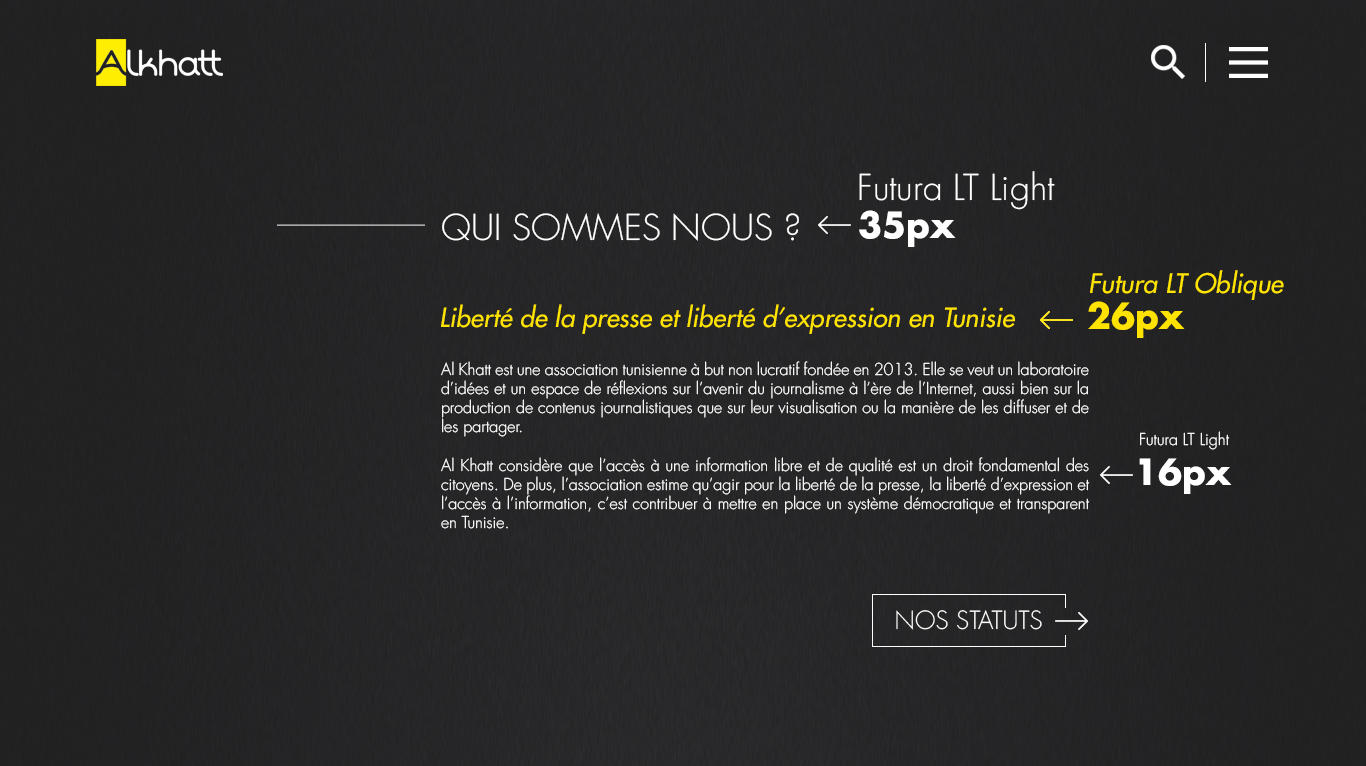 Alkhatt
Futura LT Light
QUI SOMMES NOUS ? 35px
Futura LT Oblique
Liberté de la presse et liberté d’expression en Tunisie 26px
Al Khatt est une association tunisienne à but non lucratif fondée en 2013. Elle se veut un laboratoire
d’idées et un espace de réflexions sur l’avenir du journalisme à l’ère de l’Internet, aussi bien sur la
production de contenus journalistiques que sur leur visualisation ou la manière de les diffuser et de
les partager.
Futura LT Light
16px
Al Khatt considère que l’accès à une information libre et de qualité est un droit fondamental des
citoyens. De plus, l’association estime qu’agir pour la liberté de la presse, la liberté d’expression et
l’accès à l’information, c’est contribuer à mettre en place un système démocratique et transparent
en Tunisie.
NOS STATUTS